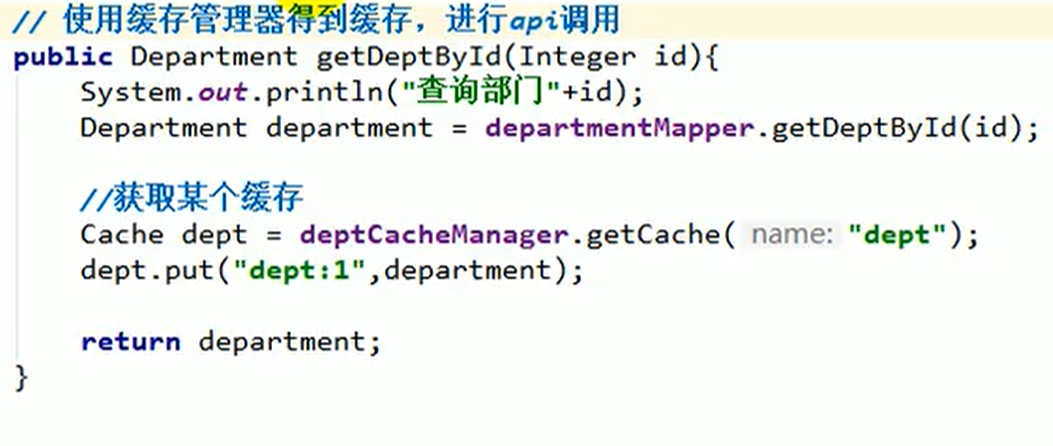 // 使用缓存管理器得到缓存，进行api调用
public Department getDeptById(Integer id){
System.out.println("查询部门"+id);
Department department = departmentMapper.getDeptById(id);
//获取某个缓存
Cache dept = deptCacheManager.getCache( name: "dept");
dept.put("dept:1",department);
return department;
}